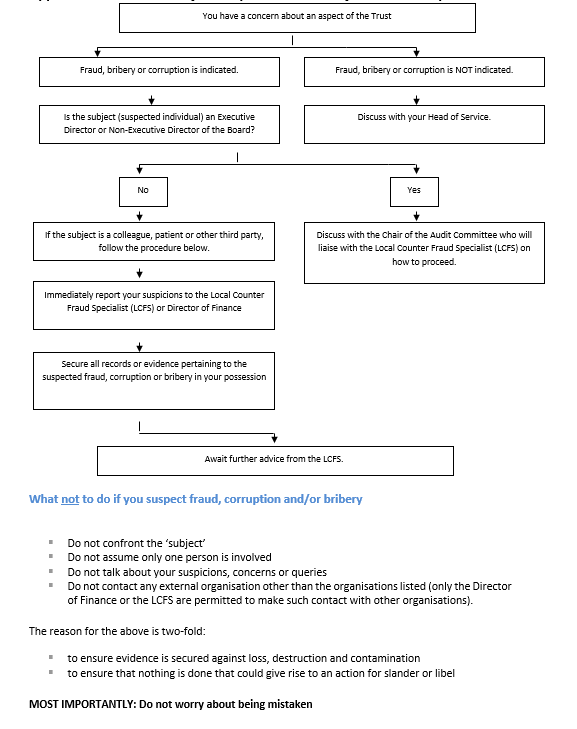 You have a concern about an aspect of the Trust
Fraud, bribery or corruption is indicated.
Fraud, bribery or corruption is NOT indicated.
Is the subject (suspected individual) an Executive
Director or Non-Executive Director of the Board?
Discuss with your Head of Service.
No
Yes
If the subject is a colleague, patient or other third party,
follow the procedure below.
Discuss with the Chair of the Audit Committee who will
liaise with the Local Counter Fraud Specialist (LCFS) on
how to proceed.
Immediately report your suspicions to the Local Counter
Fraud Specialist (LCFS) or Director of Finance
Secure all records or evidence pertaining to the
suspected fraud, corruption or bribery in your possession
Await further advice from the LCFS.
What not to do if you suspect fraud, corruption and/or bribery
Do not confront the ‘subject’
Do not assume only one person is involved
Do not talk about your suspicions, concerns or queries
Do not contact any external organisation other than the organisations listed (only the Director
of Finance or the LCFS are permitted to make such contact with other organisations).
The reason for the above is two-fold:
to ensure evidence is secured against loss, destruction and contamination
to ensure that nothing is done that could give rise to an action for slander or libel
MOST IMPORTANTLY: Do not worry about being mistaken